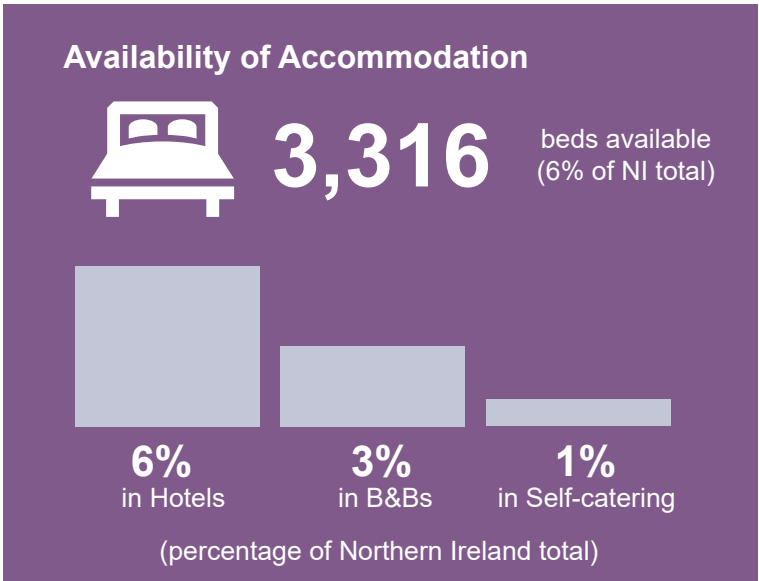 Availability of Accommodation
3,316
beds available
(6% of NI total)
6%
in Hotels
3%
in B&Bs
1%
in Self-catering
(percentage of Northern Ireland total)